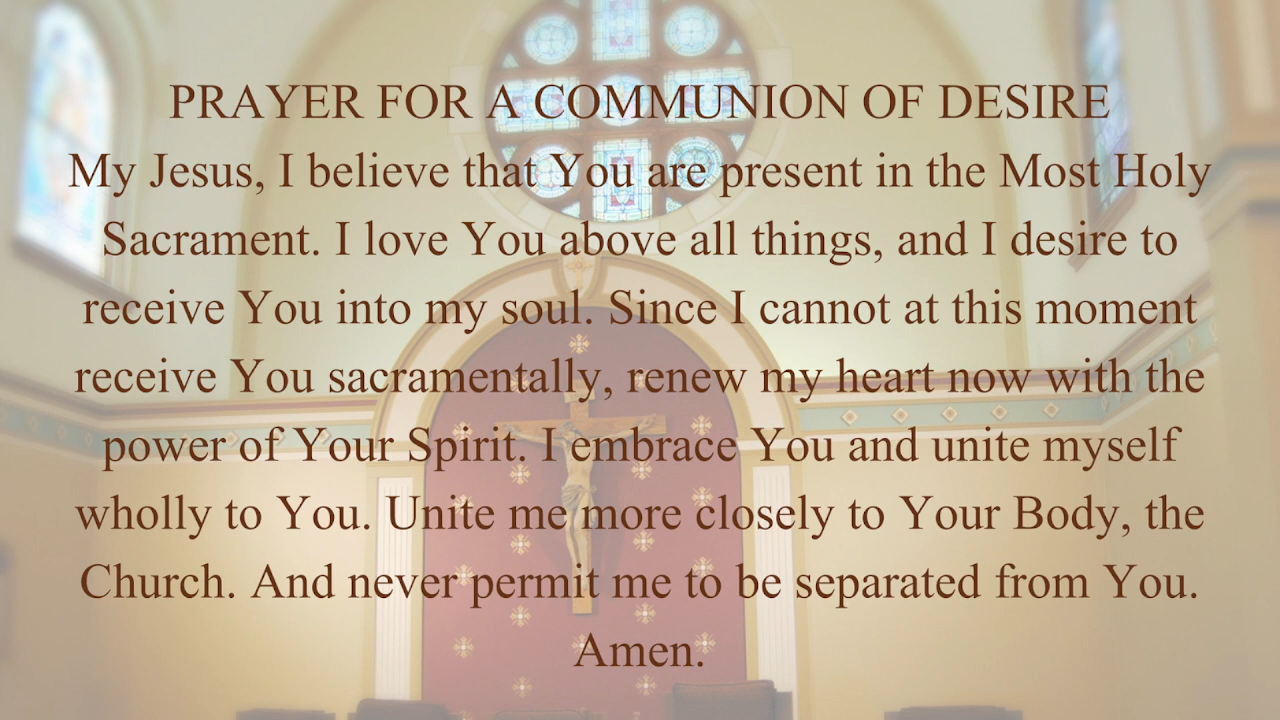 PRAYER FOR A COMMUNION OF DESIRE
My Jesus, I believe that You are present in the Most Holy
Sacrament. I love You above all things, and I desire to
receive You into my soul. Since I cannot at this moment
receive You sacramentally, renew my heart now with the
power of Your Spirit. I embrace You and unite myself
wholly to You. Unite me more closely to Your Body, the
Church. And never permit me to be separated from You.
Amen.